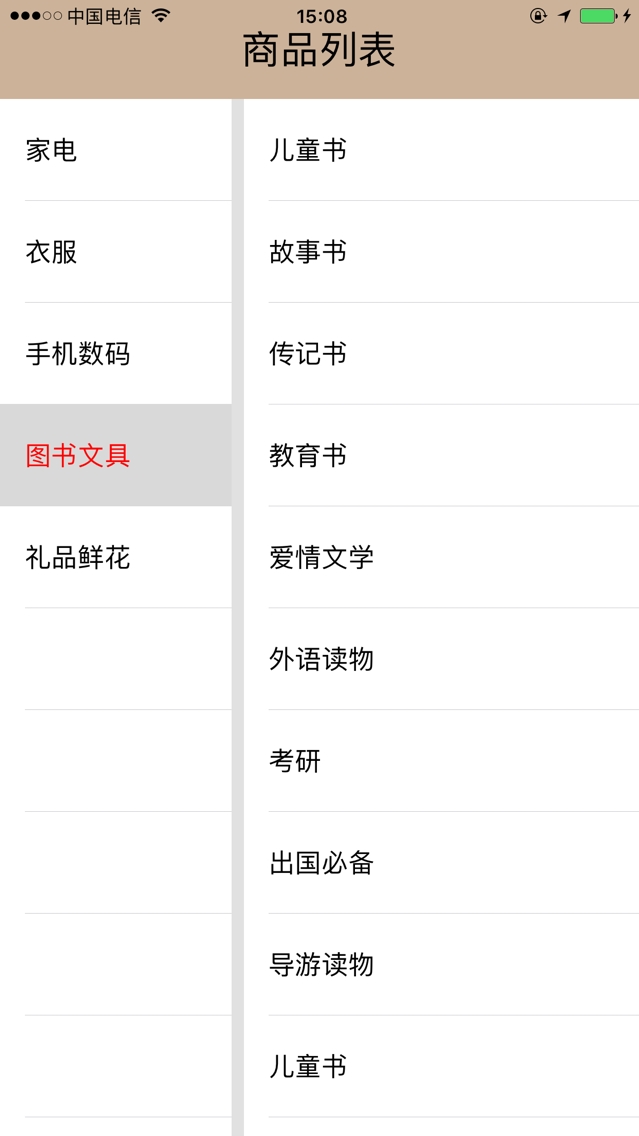 中国电信
15:08
商品列表
家电
衣服
手机数码
图书文具
礼品鲜花
儿童书
故事书
传记书
教育书
爱情文学
外语读物
考研
出国必备
导游读物
儿童书